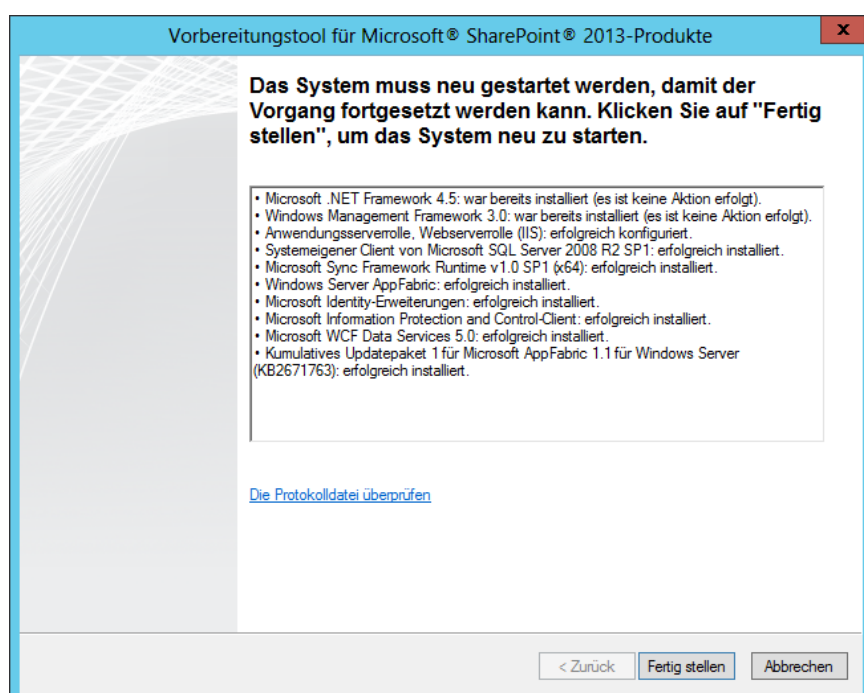 Vorbereitungstool für Microsoft® SharePoint® 2013-Produkte
x
Das System muss neu gestartet werden, damit der
Vorgang fortgesetzt werden kann. Klicken Sie auf "Fertig
stellen", um das System neu zu starten.
• Microsoft .NET Framework 4.5: war bereits installiert (es ist keine Aktion erfolgt).
• Windows Management Framework 3.0: war bereits installiert (es ist keine Aktion erfolgt).
• Anwendungsserverrolle, Webserverrolle (IIS): erfolgreich konfiguriert.
• Systemeigener Client von Microsoft SQL Server 2008 R2 SP1: erfolgreich installiert.
• Microsoft Sync Framework Runtime v1.0 SP1 (x64): erfolgreich installiert.
• Windows Server AppFabric: erfolgreich installiert.
• Microsoft Identity-Erweiterungen: erfolgreich installiert.
• Microsoft Information Protection and Control-Client: erfolgreich installiert.
• Microsoft WCF Data Services 5.0: erfolgreich installiert.
• Kumulatives Updatepaket 1 für Microsoft AppFabric 1.1 für Windows Server
(KB2671763): erfolgreich installiert.
Die Protokolldatei überprüfen
< Zurück Fertig stellen Abbrechen